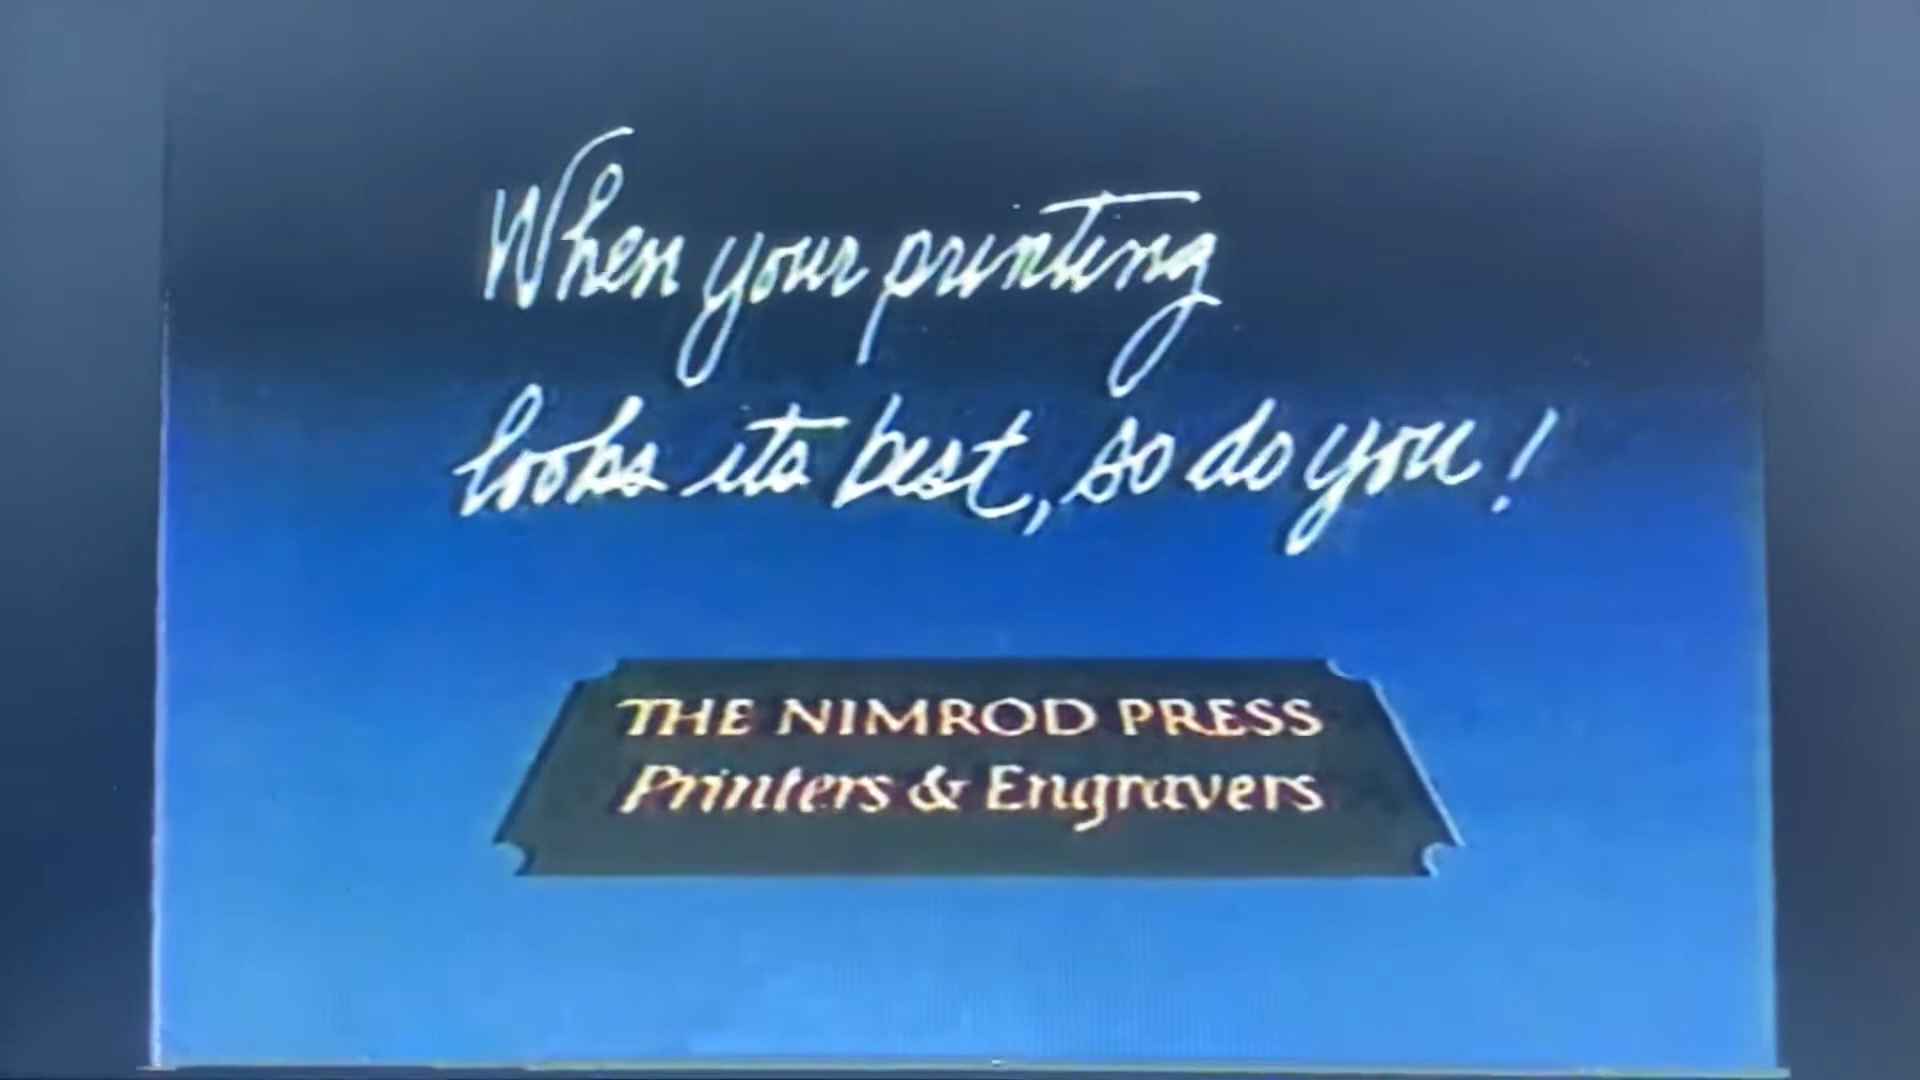 When your printing
looks its best, so do you!
THE NIMROD PRESS
Printers & Engravers